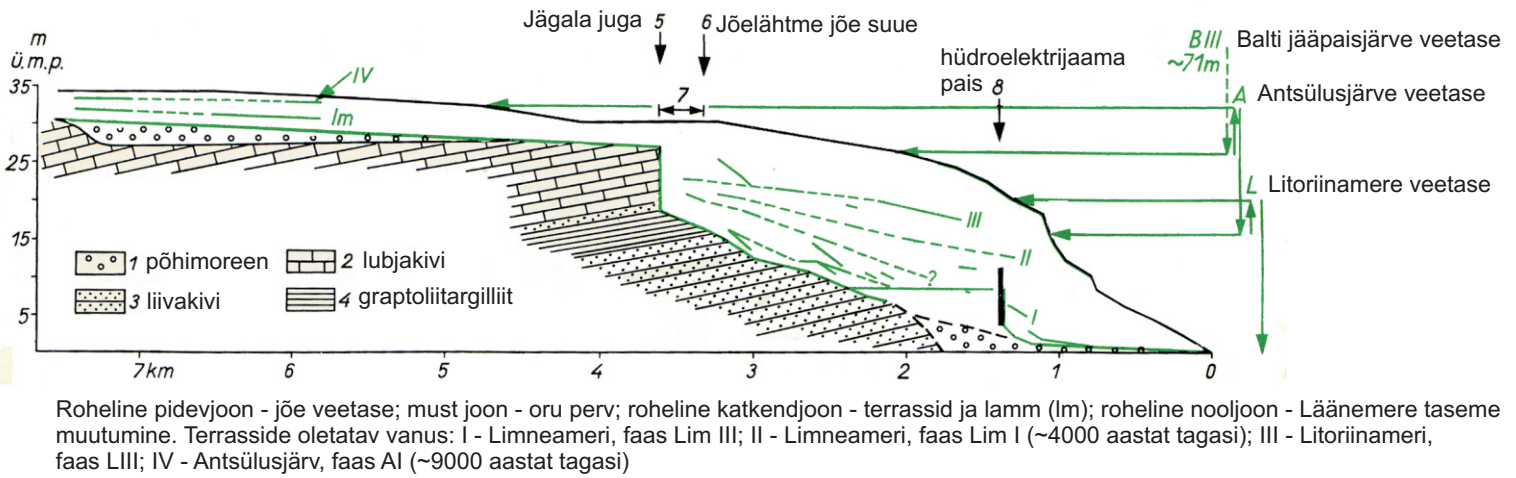 Jägala juga 5
6 Jõelähtme jõe suue
m
ü.m.p.
B III
~71m
Balti jääpaisjärve veetase
hüdroelektrijaama
pais 8
IV
35
7
A
Antsülusjärve veetase
lm
25
L
Litoriinamere veetase
III
15
II
1 põhimoreen
2 lubjakivi
?
3 liivakivi
4 graptoliitargilliit
5
I
7 km
6
5
4
3
2
1
0
Roheline pidevjoon - jõe veetase; must joon - oru perv; roheline katkendjoon - terrassid ja lamm (lm); roheline nooljoon - Läänemere taseme
muutumine. Terrasside oletatav vanus: I - Limneameri, faas Lim III; II - Limneameri, faas Lim I (~4000 aastat tagasi); III - Litoriinameri,
faas LIII; IV - Antsülusjärv, faas AI (~9000 aastat tagasi)